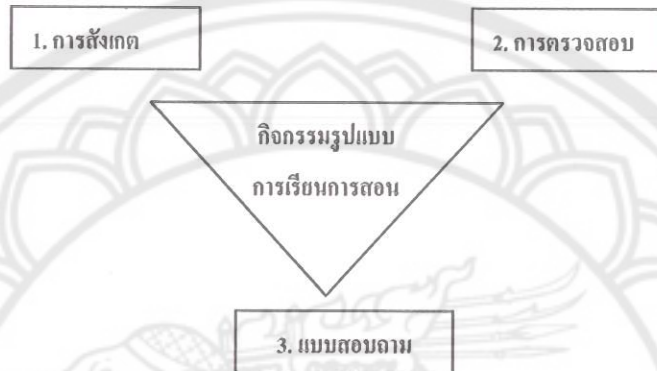 1. การสังเกต
2. การตรวจสอบ
กิจกรรมรูปแบบ
การเรียนการสอน
3. แบบสอบถาม